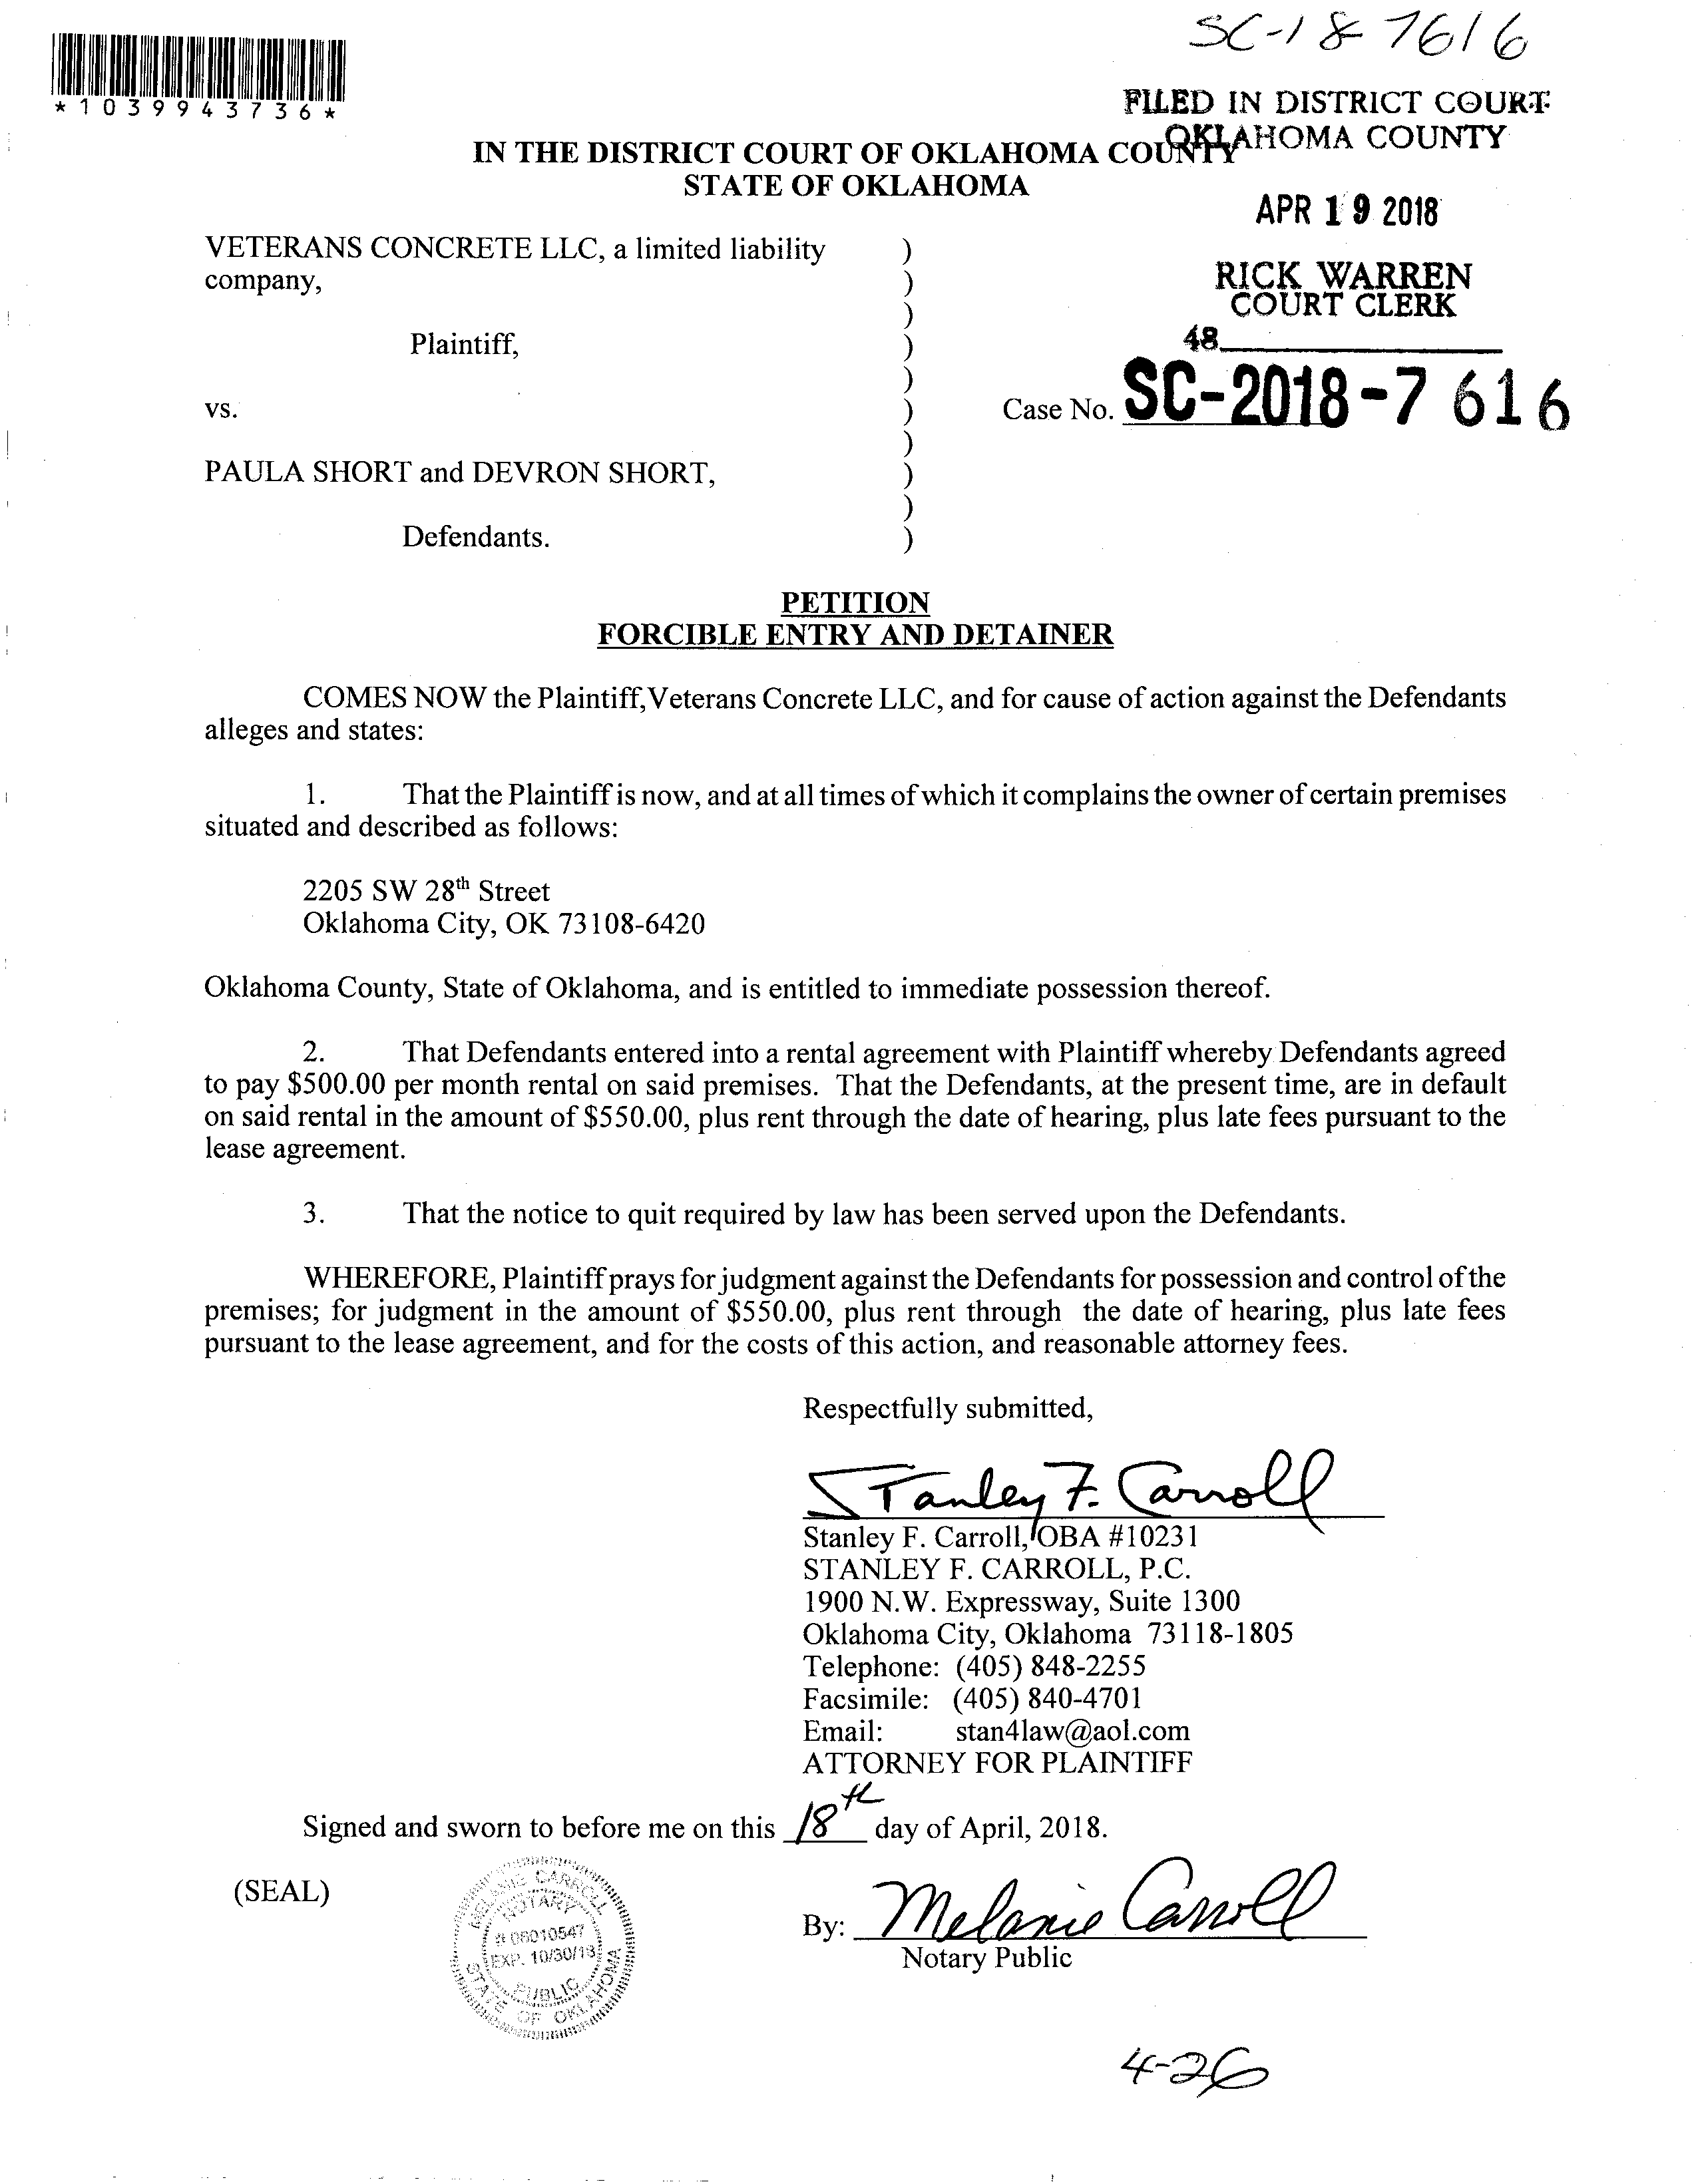 SC-18-7616
*1039943736*
FILED IN DISTRICT COURT
OKLAHOMA COUNTY
IN THE DISTRICT COURT OF OKLAHOMA COUNTY
STATE OF OKLAHOMA
APR 19 2018
VETERANS CONCRETE LLC, a limited liability )
company, )
)
RICK WARREN
COURT CLERK
Plaintiff, )
48
)
vs. )
Case No. SC-2018-7616
)
PAULA SHORT and DEVRON SHORT, )
)
Defendants. )
PETITION
FORCIBLE ENTRY AND DETAINER
COMES NOW the Plaintiff, Veterans Concrete LLC, and for cause of action against the Defendants
alleges and states:
1. That the Plaintiff is now, and at all times of which it complains the owner of certain premises
situated and described as follows:
2205 SW 28th Street
Oklahoma City, OK 73108-6420
Oklahoma County, State of Oklahoma, and is entitled to immediate possession thereof.
2. That Defendants entered into a rental agreement with Plaintiff whereby Defendants agreed
to pay $500.00 per month rental on said premises. That the Defendants, at the present time, are in default
on said rental in the amount of $550.00, plus rent through the date of hearing, plus late fees pursuant to the
lease agreement.
3. That the notice to quit required by law has been served upon the Defendants.
WHEREFORE, Plaintiff prays for judgment against the Defendants for possession and control of the
premises; for judgment in the amount of $550.00, plus rent through the date of hearing, plus late fees
pursuant to the lease agreement, and for the costs of this action, and reasonable attorney fees.
Respectfully submitted,
Stanley F. Carroll
Stanley F. Carroll, OBA #10231
STANLEY F. CARROLL, P.C.
1900 N.W. Expressway, Suite 1300
Oklahoma City, Oklahoma 73118-1805
Telephone: (405) 848-2255
Facsimile: (405) 840-4701
Email: stan4law@aol.com
ATTORNEY FOR PLAINTIFF
Signed and sworn to before me on this 18th day of April, 2018.
(SEAL)
MELANIE CARROLL
NOTARY
# 06010547
EXP. 10/30/18
PUBLIC
STATE OF OKLAHOMA
By: Melanie Carroll
Notary Public
4-26